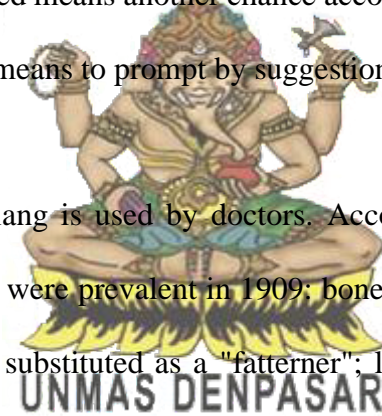 ed means another chance acco
means to prompt by suggestion
ang is used by doctors. Acco
were prevalent in 1909: bone
substituted as a "fatterner"; l
UNMAS DENPASAR